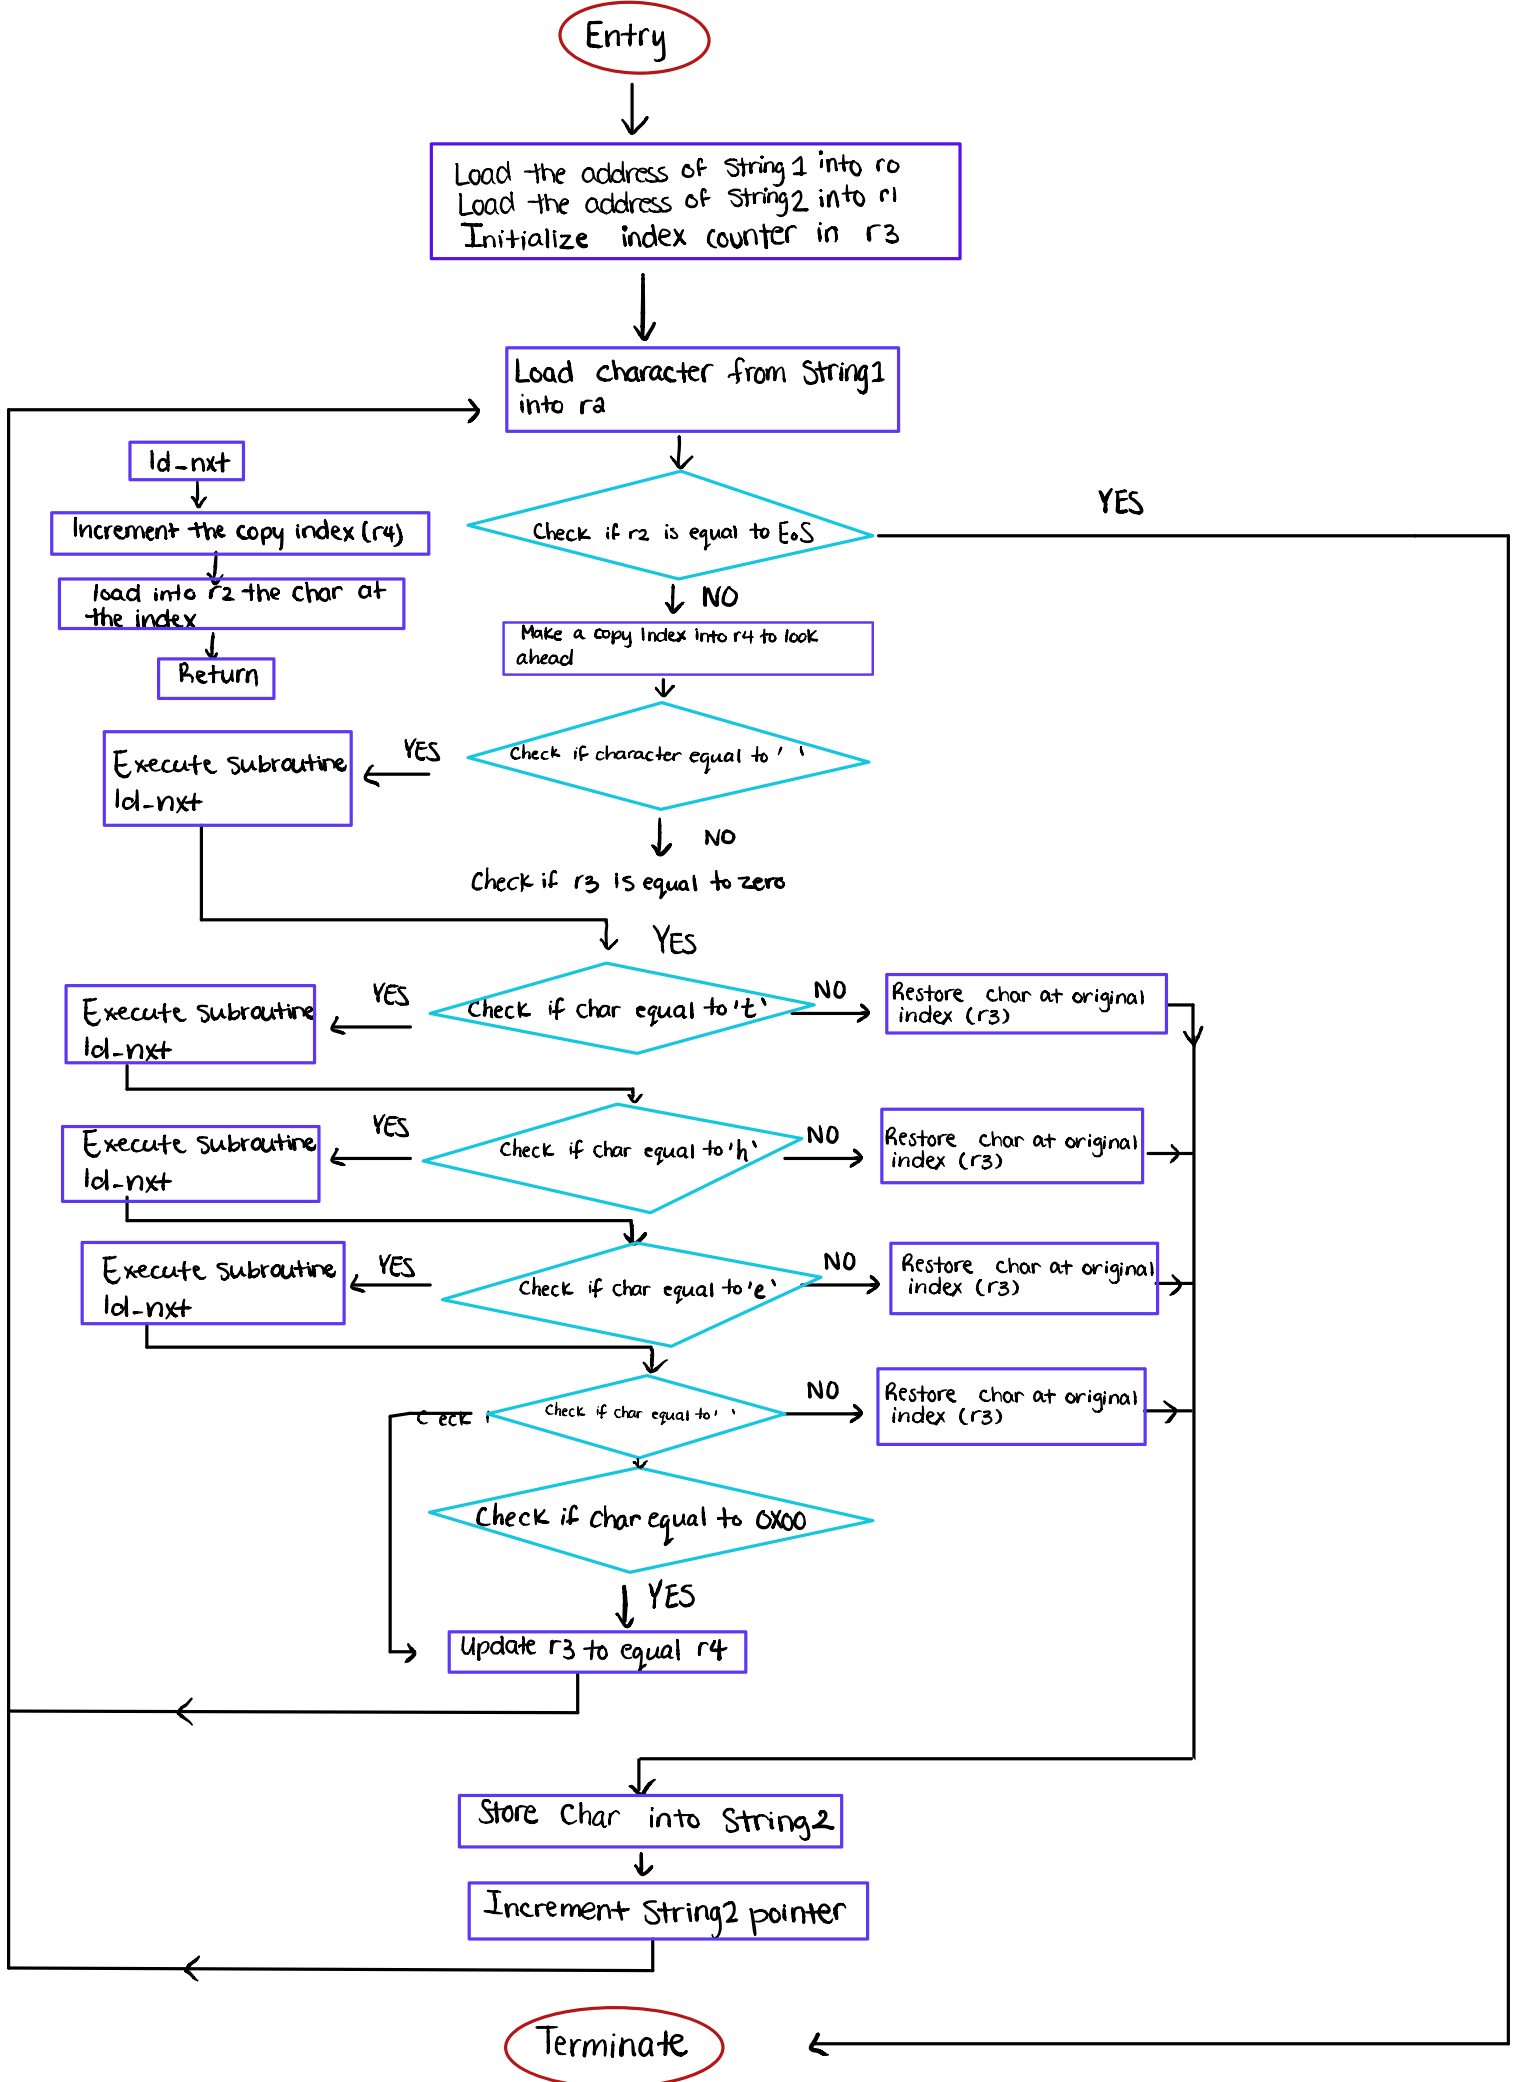 Entry
Load the address of String1 into r0
Load the address of String2 into r1
Initialize index counter in r3
Load character from String1
into r2
ld_nxt
Increment the copy index (r4)
load into r2 the char at
the index
Return
Check if r2 is equal to EoS
YES
NO
Make a copy Index into r4 to look
ahead
Check if character equal to ' '
YES
Execute subroutine
ld_nxt
NO
Check if r3 is equal to zero
YES
Check if char equal to 't'
YES
Execute subroutine
ld_nxt
NO
Restore char at original
index (r3)
Check if char equal to 'h'
YES
Execute subroutine
ld_nxt
NO
Restore char at original
index (r3)
Check if char equal to 'e'
YES
Execute subroutine
ld_nxt
NO
Restore char at original
index (r3)
C eck i
Check if char equal to ' '
NO
Restore char at original
index (r3)
Check if char equal to 0X00
YES
Update r3 to equal r4
Store Char into String2
Increment String2 pointer
Terminate